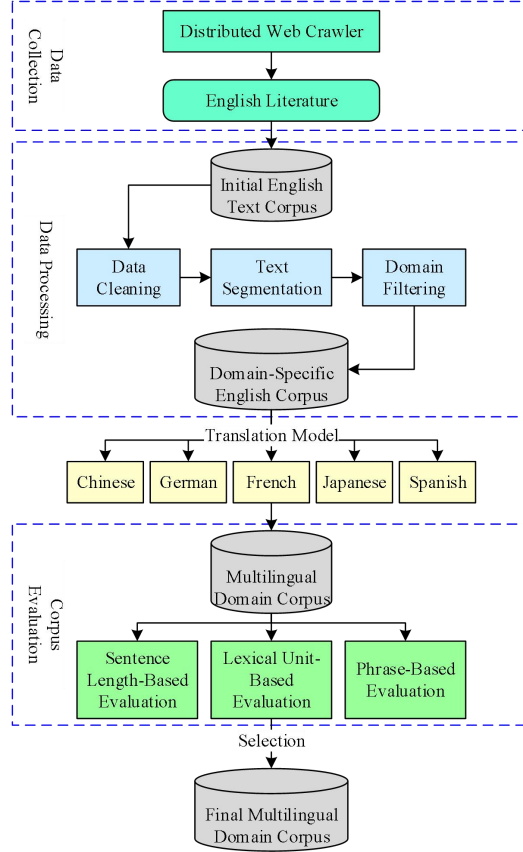 Data
Collection
Distributed Web Crawler
English Literature
Data Processing
Initial English
Text Corpus
Data
Cleaning
Text
Segmentation
Domain
Filtering
Domain-Specific
English Corpus
Translation Model
Chinese
German
French
Japanese
Spanish
Corpus
Evaluation
Multilingual
Domain Corpus
Sentence
Length-Based
Evaluation
Lexical Unit-
Based
Evaluation
Phrase-Based
Evaluation
Selection
Final Multilingual
Domain Corpus